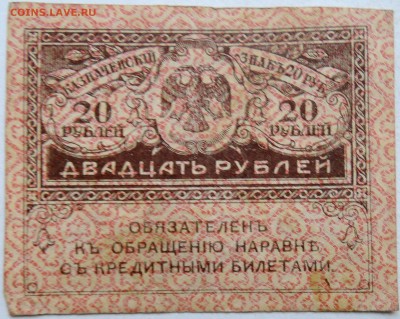 COINS.LAVE.RU
КАЗНАЧЕЙСКІЙ ЗНАКЪ 20 РУБ.
20 20
РУБЛЕЙ РУБЛЕЙ
ДВАДЦАТЬ РУБЛЕЙ
ОБЯЗАТЕЛЕНЪ
КЪ ОБРАЩЕНІЮ НАРАВНѢ
СЪ КРЕДИТНЫМИ БИЛЕТАМИ.